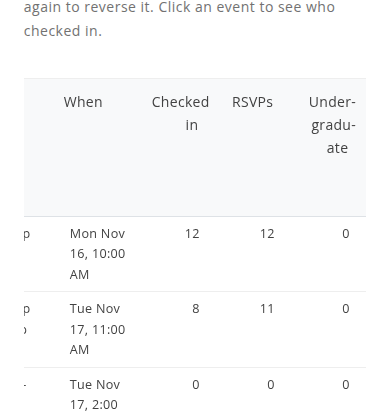 again to reverse it. Click an event to see who
checked in.
When Checked in RSVPs Under-gradu-ate
Mon Nov 16, 10:00 AM 12 12 0
Tue Nov 17, 11:00 AM 8 11 0
Tue Nov 17, 2:00 0 0 0